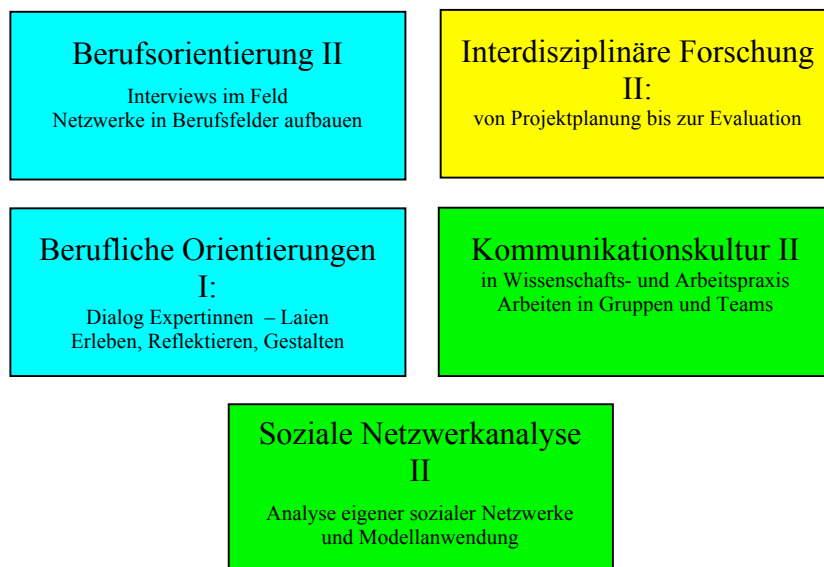 Berufsorientierung II
Interviews im Feld
Netzwerke in Berufsfelder aufbauen
Interdisziplinäre Forschung
II:
von Projektplanung bis zur Evaluation
Berufliche Orientierungen
I:
Dialog Expertinnen – Laien
Erleben, Reflektieren, Gestalten
Kommunikationskultur II
in Wissenschafts- und Arbeitspraxis
Arbeiten in Gruppen und Teams
Soziale Netzwerkanalyse
II
Analyse eigener sozialer Netzwerke
und Modellanwendung